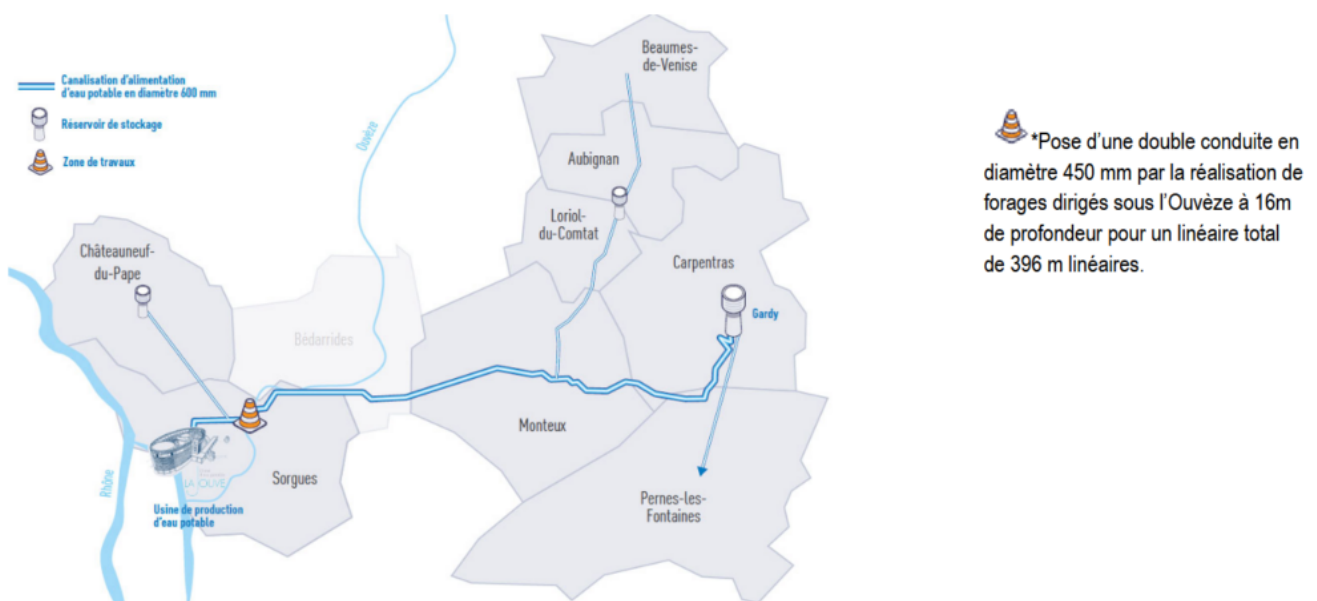 Canalisation d'alimentation
d'eau potable en diamètre 600 mm
Réservoir de stockage
Zone de travaux
Ouvèze
Beaumes-
de-Venise
Aubignan
Loriol-
du-Comtat
Carpentras
Gardy
Châteauneuf-
du-Pape
Bédarrides
Monteux
Sorgues
Rhône
LA JOUVE
Usine de production
d'eau potable
Pernes-les-
Fontaines
*Pose d'une double conduite en
diamètre 450 mm par la réalisation de
forages dirigés sous l'Ouvèze à 16m
de profondeur pour un linéaire total
de 396 m linéaires.